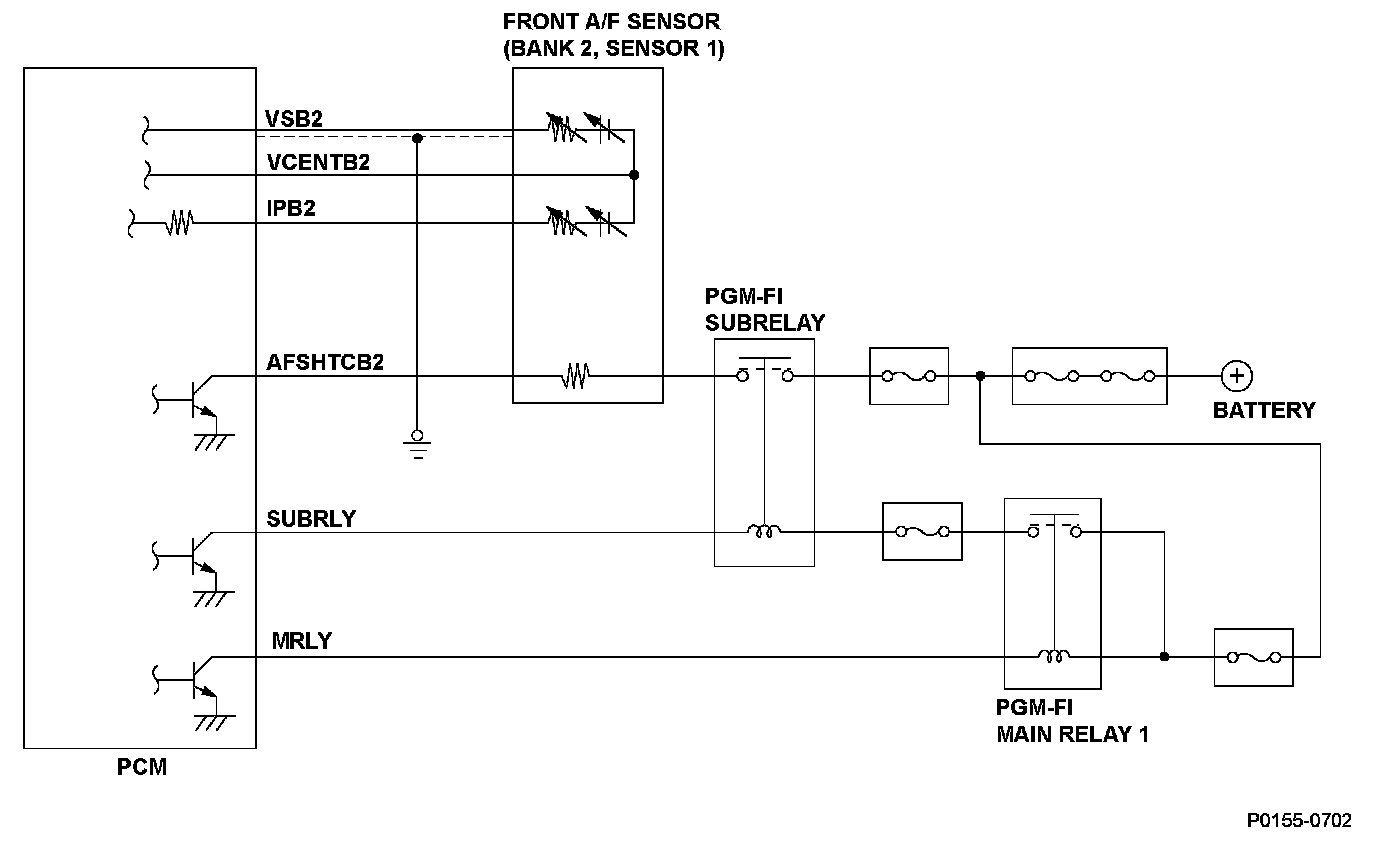 FRONT A/F SENSOR
(BANK 2, SENSOR 1)
VSB2
VCENTB2
IPB2
PGM-FI
SUBRELAY
AFSHTCB2
BATTERY
SUBRLY
MRLY
PGM-FI
MAIN RELAY 1
PCM
P0155-0702